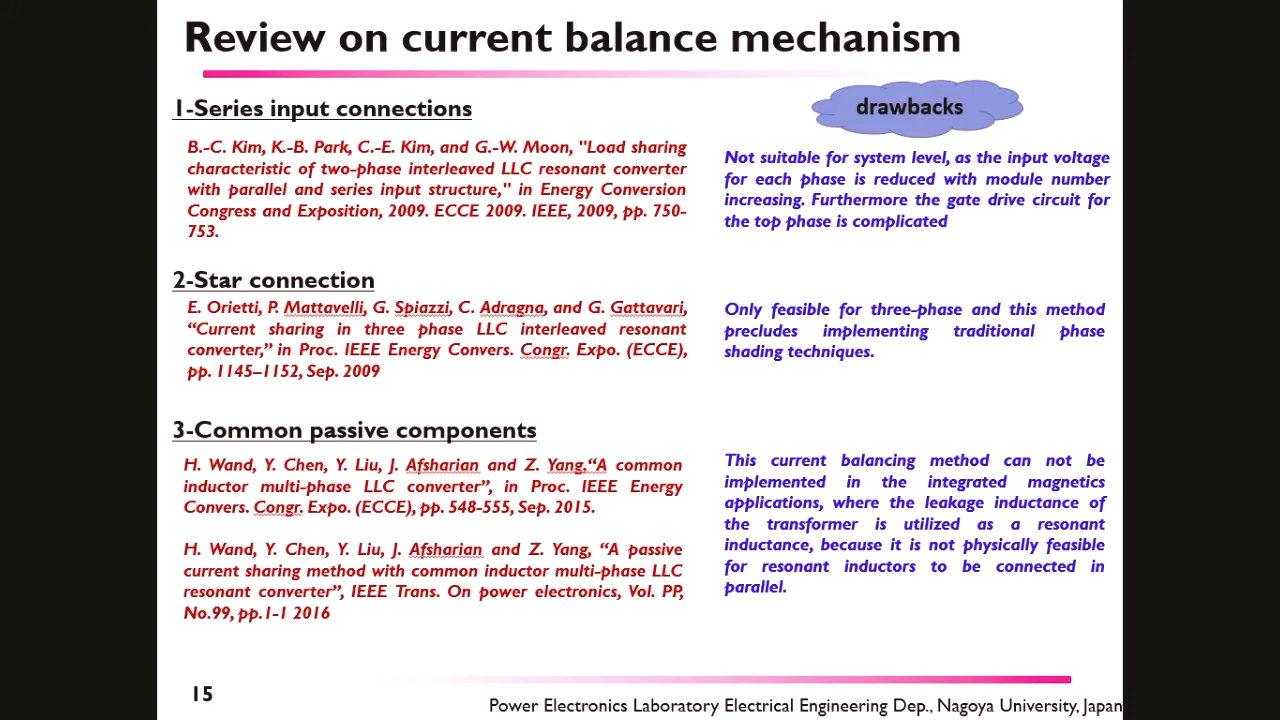 Review on current balance mechanism
1-Series input connections
drawbacks
B.-C. Kim, K.-B. Park, C.-E. Kim, and G.-W. Moon, "Load sharing
characteristic of two-phase interleaved LLC resonant converter
with parallel and series input structure," in Energy Conversion
Congress and Exposition, 2009. ECCE 2009. IEEE, 2009, pp. 750-
753.
Not suitable for system level, as the input voltage
for each phase is reduced with module number
increasing. Furthermore the gate drive circuit for
the top phase is complicated
2-Star connection
E. Orietti, P. Mattavelli, G. Spiazzi, C. Adragna, and G. Gattavari,
“Current sharing in three phase LLC interleaved resonant
converter,” in Proc. IEEE Energy Convers. Congr. Expo. (ECCE),
pp. 1145–1152, Sep. 2009
Only feasible for three-phase and this method
precludes implementing traditional phase
shading techniques.
3-Common passive components
H. Wand, Y. Chen, Y. Liu, J. Afsharian and Z. Yang,“A common
inductor multi-phase LLC converter”, in Proc. IEEE Energy
Convers. Congr. Expo. (ECCE), pp. 548-555, Sep. 2015.
H. Wand, Y. Chen, Y. Liu, J. Afsharian and Z. Yang, “A passive
current sharing method with common inductor multi-phase LLC
resonant converter”, IEEE Trans. On power electronics, Vol. PP,
No.99, pp.1-1 2016
This current balancing method can not be
implemented in the integrated magnetics
applications, where the leakage inductance of
the transformer is utilized as a resonant
inductance, because it is not physically feasible
for resonant inductors to be connected in
parallel.
15
Power Electronics Laboratory Electrical Engineering Dep., Nagoya University, Japan